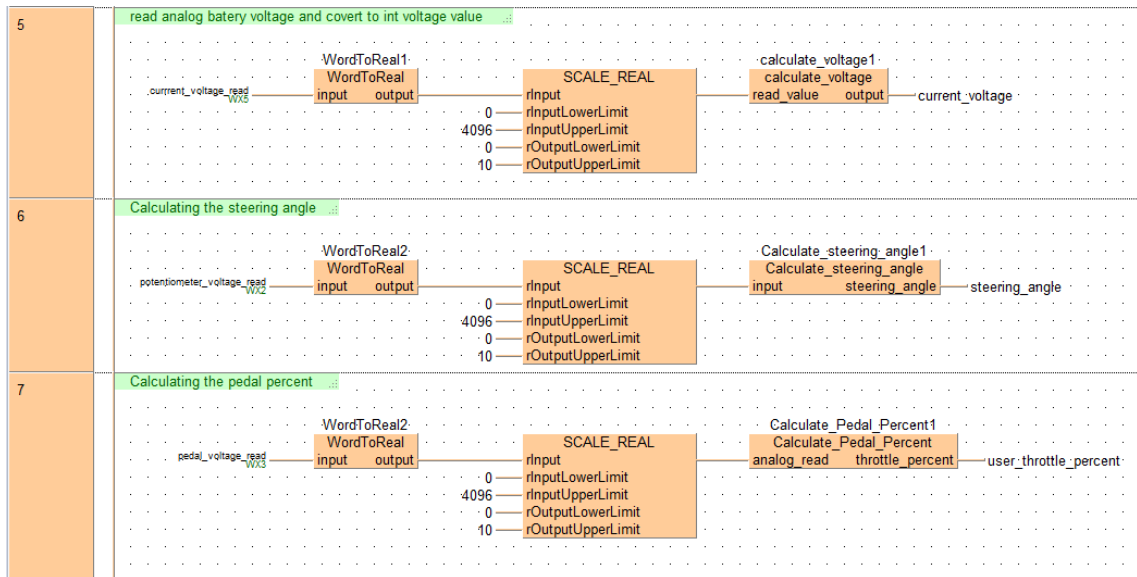 5
read analog batery voltage and covert to int voltage value
WordToReal1
WordToReal
input output
currrent_voltage_read
WX5
SCALE_REAL
rInput
0 rInputLowerLimit
4096 rInputUpperLimit
0 rOutputLowerLimit
10 rOutputUpperLimit
calculate_voltage1
calculate_voltage
read_value output
current_voltage
6
Calculating the steering angle
WordToReal2
WordToReal
input output
potentiometer_voltage_read
WX2
SCALE_REAL
rInput
0 rInputLowerLimit
4096 rInputUpperLimit
0 rOutputLowerLimit
10 rOutputUpperLimit
Calculate_steering_angle1
Calculate_steering_angle
input steering_angle
steering_angle
7
Calculating the pedal percent
WordToReal2
WordToReal
input output
pedal_voltage_read
WX3
SCALE_REAL
rInput
0 rInputLowerLimit
4096 rInputUpperLimit
0 rOutputLowerLimit
10 rOutputUpperLimit
Calculate_Pedal_Percent1
Calculate_Pedal_Percent
analog_read throttle_percent
user_throttle_percent